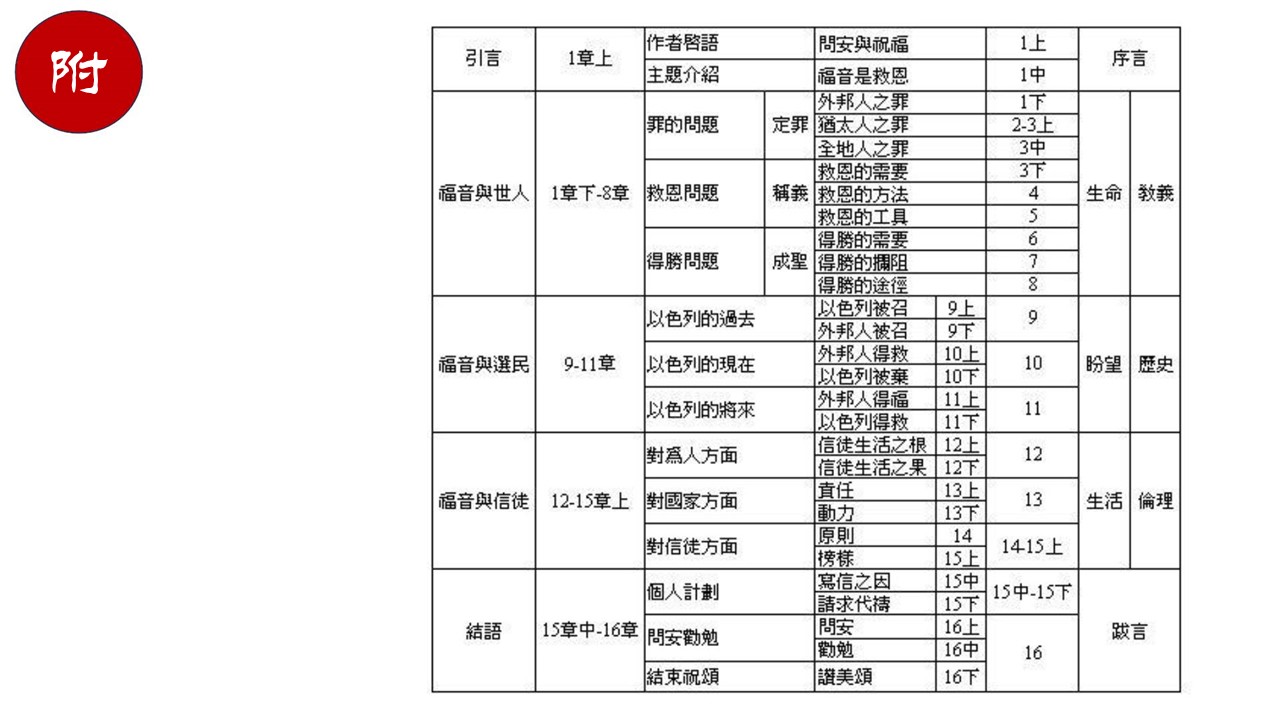 附
引言 1章上 作者啓語 問安與祝福 1上 序言
主題介紹 福音是救恩 1中
福音與世人 1章下-8章 罪的問題 定罪 外邦人之罪 1下 生命 教義
猶太人之罪 2-3上
全地人之罪 3中
救恩問題 稱義 救恩的需要 3下
救恩的方法 4
救恩的工具 5
得勝問題 成聖 得勝的需要 6
得勝的攔阻 7
得勝的途徑 8
福音與選民 9-11章 以色列的過去 以色列被召 9上 9 盼望 歷史
外邦人被召 9下
以色列的現在 外邦人得救 10上 10
以色列被棄 10下
以色列的將來 外邦人得福 11上 11
以色列得救 11下
福音與信徒 12-15章上 對爲人方面 信徒生活之根 12上 12 生活 倫理
信徒生活之果 12下
對國家方面 責任 13上 13
動力 13下
對信徒方面 原則 14 14-15上
榜樣 15上
結語 15章中-16章 個人計劃 寫信之因 15中 15中-15下 跋言
請求代禱 15下
問安勸勉 問安 16上 16
勸勉 16中
結束祝頌 讚美頌 16下